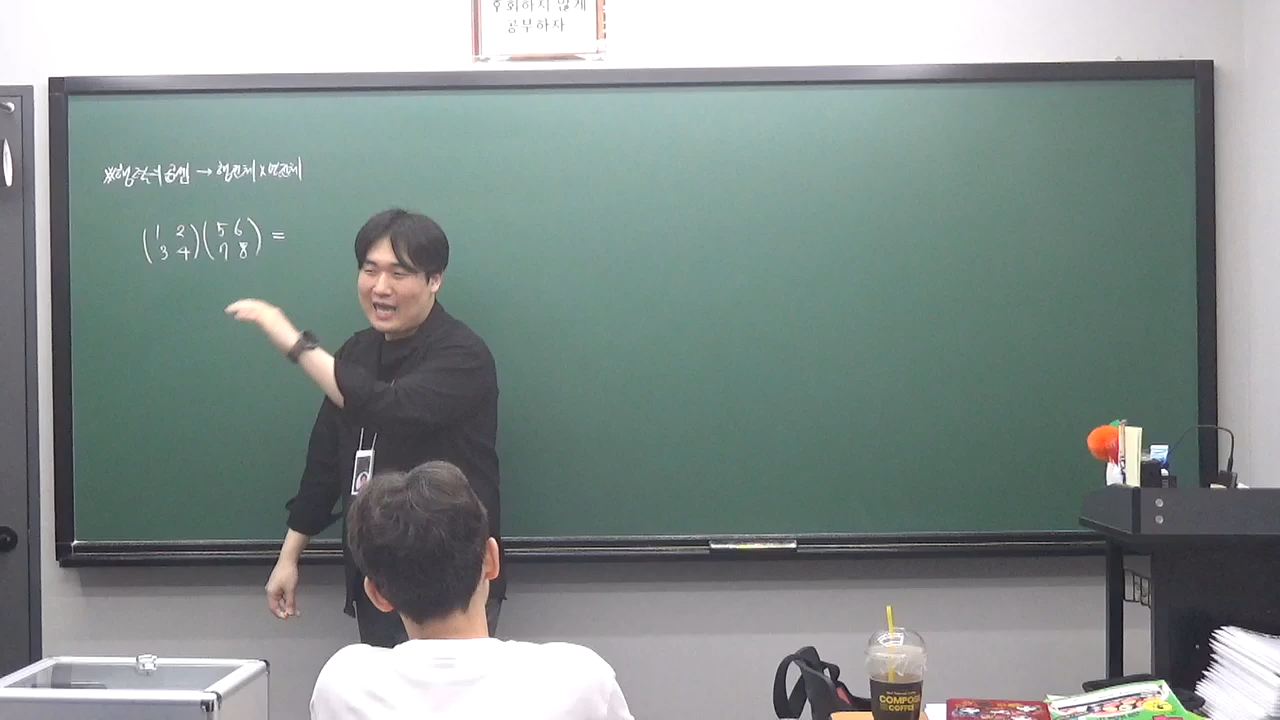 후회하지 않게
공부하자
※행렬의 곱셈 → 행전체 × 열전체
(1 2)(5 6) =
(3 4)(7 8)
COMPOSE
COFFEE